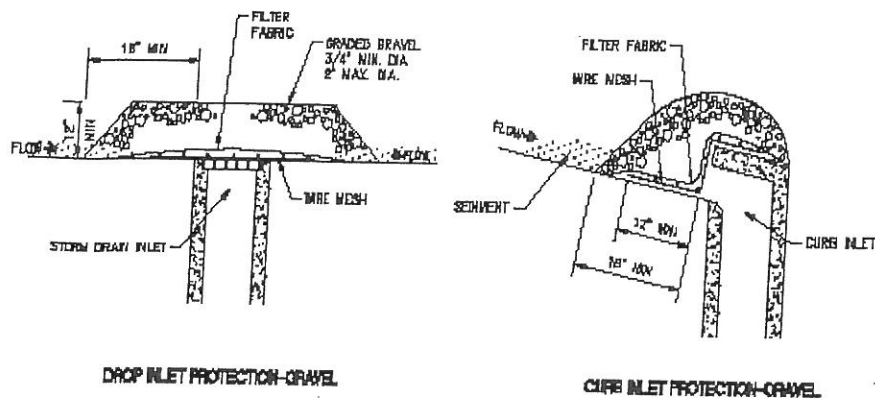 FILTER
FABRIC
18" MIN
GRADED GRAVEL
3/4" MIN. DIA
2" MAX. DIA.
12"
MIN
FLOW
FLOW
WIRE MESH
STORM DRAIN INLET
DROP INLET PROTECTION-GRAVEL
FILTER FABRIC
WIRE MESH
FLOW
SEDIMENT
12" MIN
18" MIN
CURB INLET
CURB INLET PROTECTION-GRAVEL